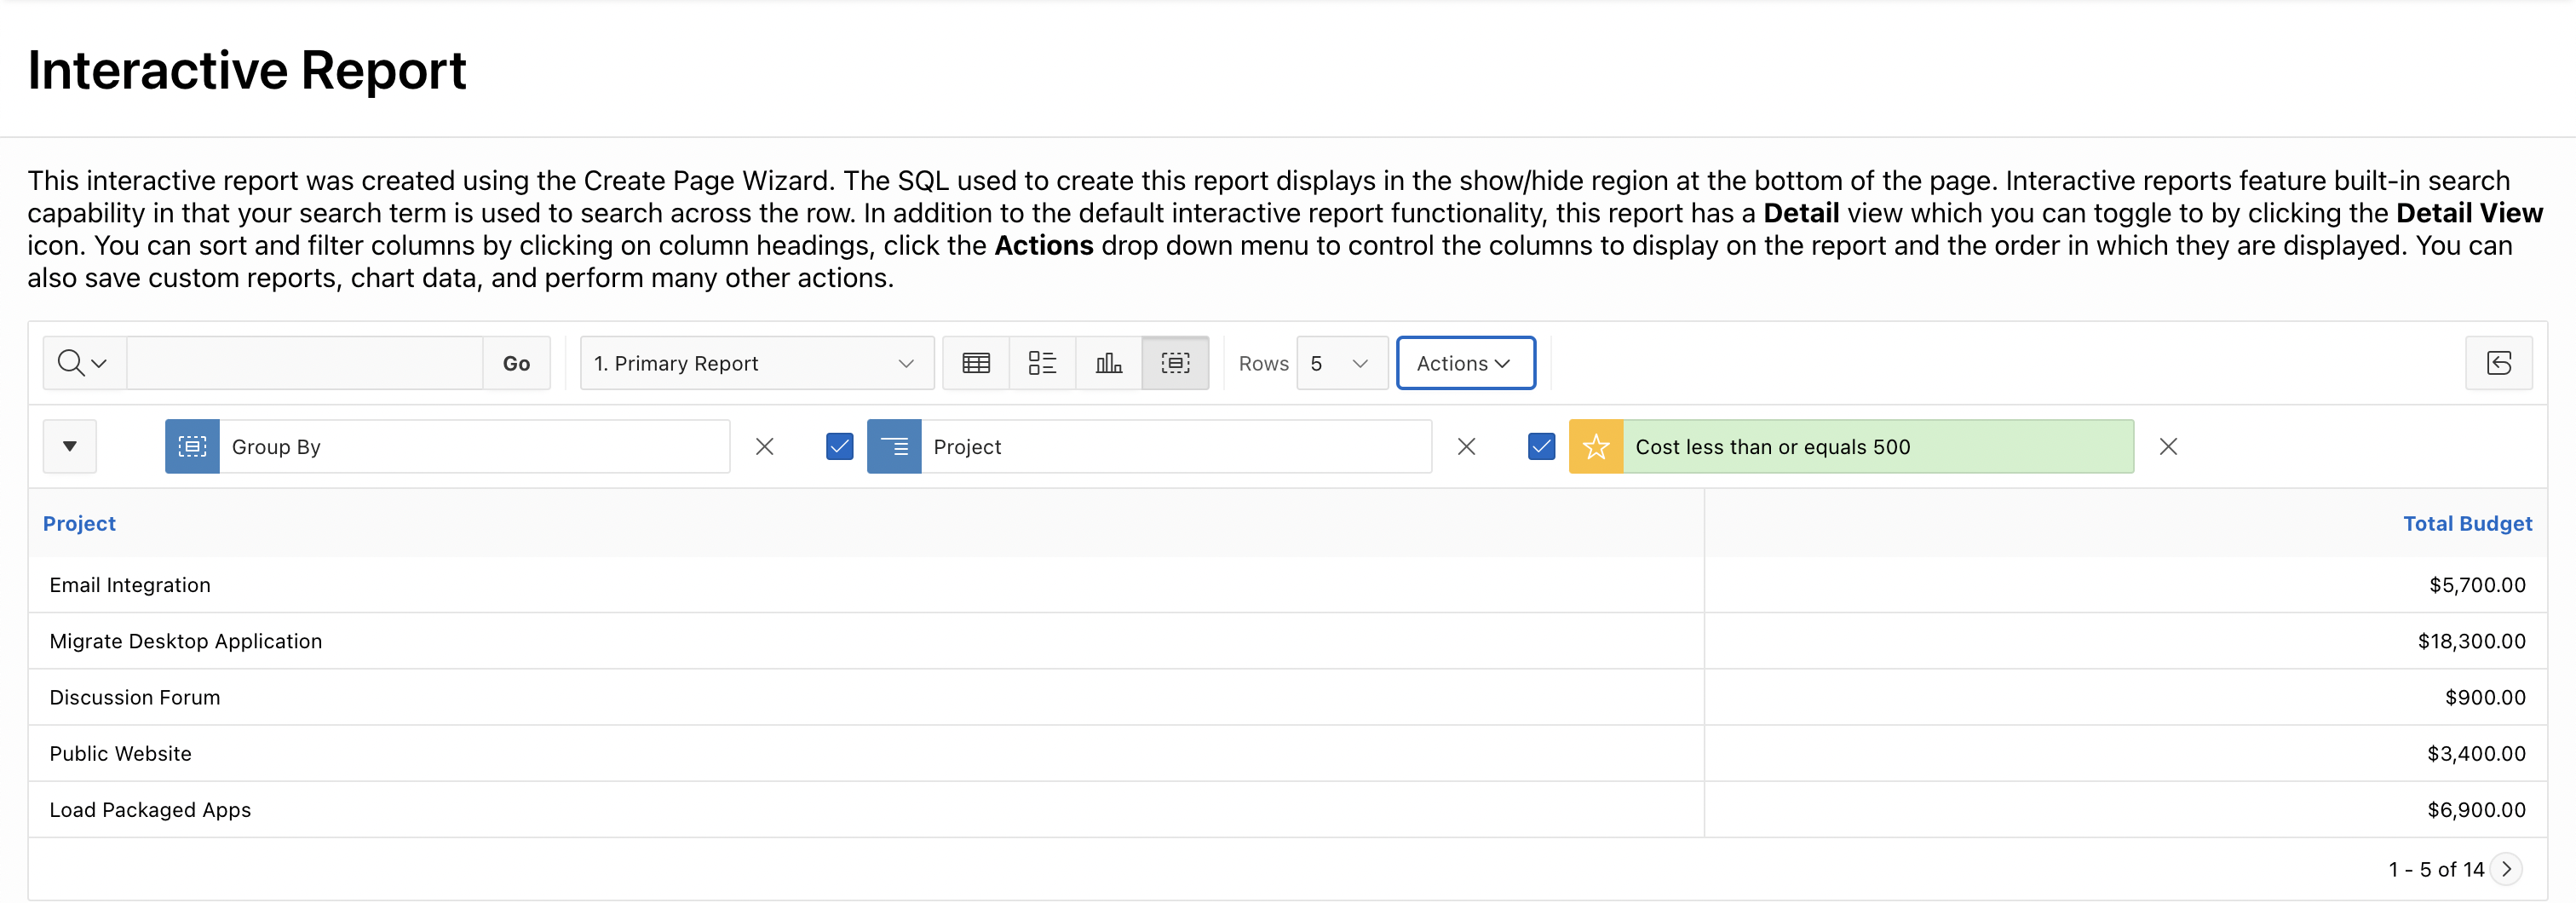 Interactive Report
This interactive report was created using the Create Page Wizard. The SQL used to create this report displays in the show/hide region at the bottom of the page. Interactive reports feature built-in search
capability in that your search term is used to search across the row. In addition to the default interactive report functionality, this report has a Detail view which you can toggle to by clicking the Detail View
icon. You can sort and filter columns by clicking on column headings, click the Actions drop down menu to control the columns to display on the report and the order in which they are displayed. You can
also save custom reports, chart data, and perform many other actions.
Go 1. Primary Report Rows 5 Actions
Group By Project Cost less than or equals 500
Project Total Budget
Email Integration $5,700.00
Migrate Desktop Application $18,300.00
Discussion Forum $900.00
Public Website $3,400.00
Load Packaged Apps $6,900.00
1 - 5 of 14